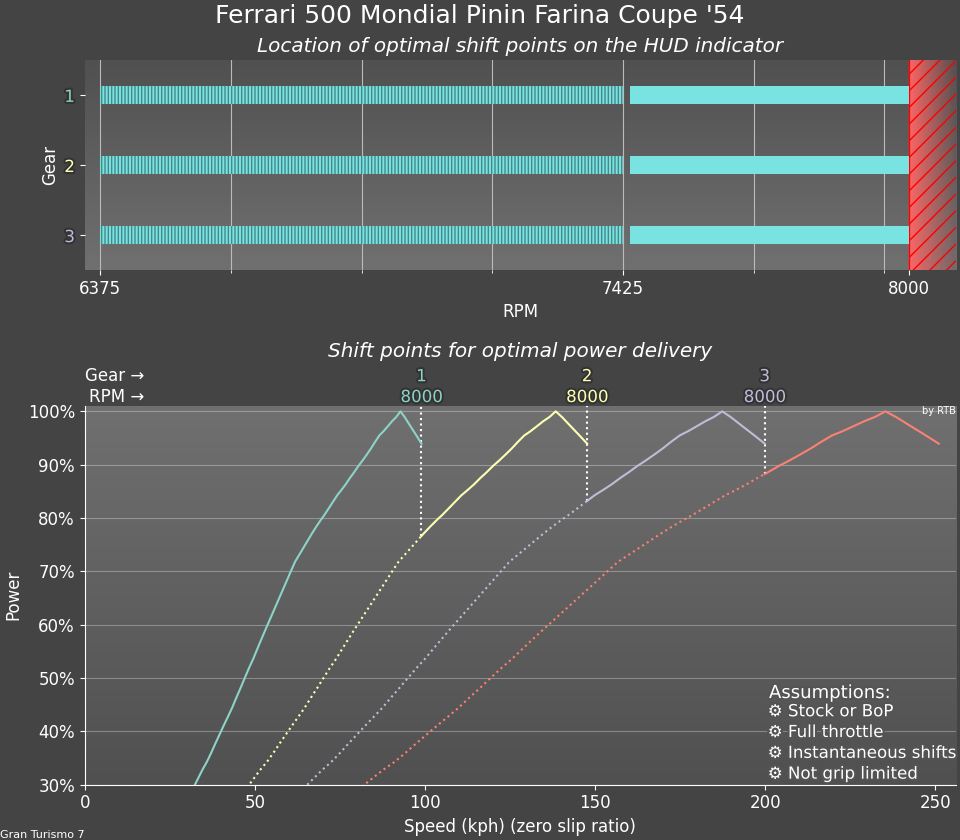 Ferrari 500 Mondial Pinin Farina Coupe '54
Location of optimal shift points on the HUD indicator
Gear
1
2
3
6375 7425 8000
RPM
Shift points for optimal power delivery
Gear → 1 2 3
RPM → 8000 8000 8000
by RTB
Power
100%
90%
80%
70%
60%
50%
40%
30%
Assumptions:
⚙ Stock or BoP
⚙ Full throttle
⚙ Instantaneous shifts
⚙ Not grip limited
0 50 100 150 200 250
Speed (kph) (zero slip ratio)
Gran Turismo 7